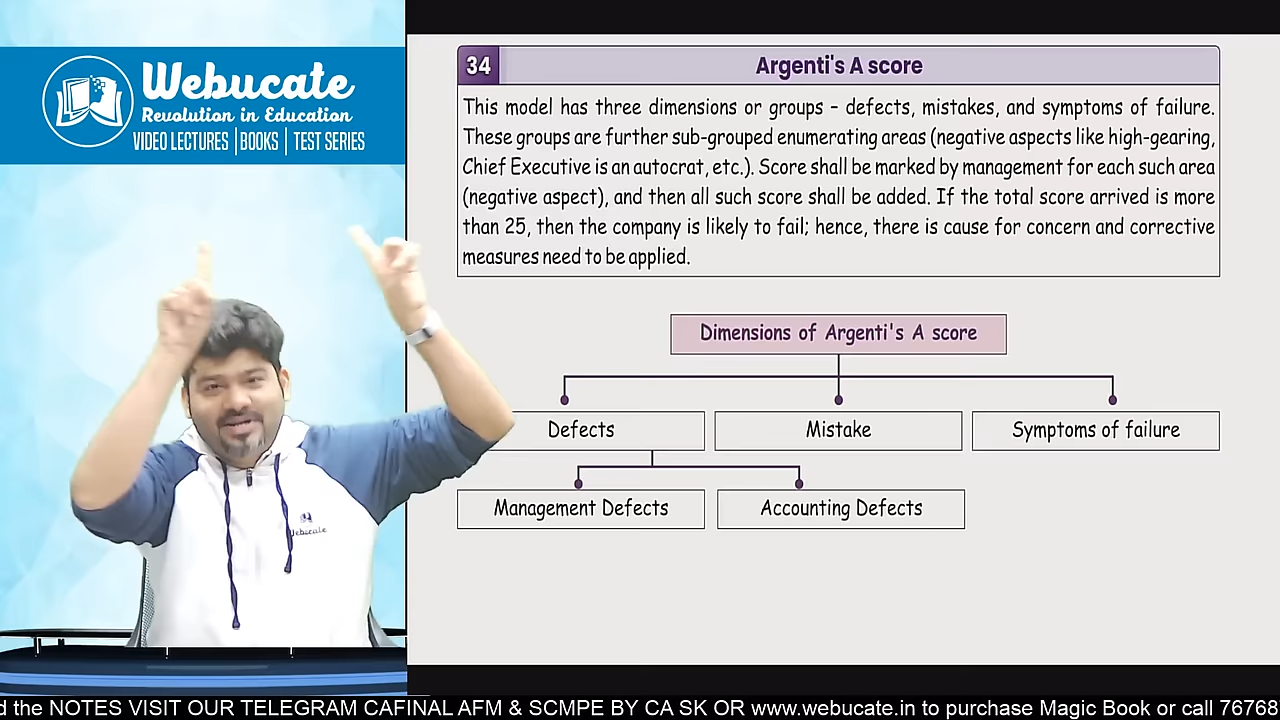 Webucate
Revolution in Education
VIDEO LECTURES | BOOKS | TEST SERIES
34
Argenti's A score
This model has three dimensions or groups – defects, mistakes, and symptoms of failure.
These groups are further sub-grouped enumerating areas (negative aspects like high-gearing,
Chief Executive is an autocrat, etc.). Score shall be marked by management for each such area
(negative aspect), and then all such score shall be added. If the total score arrived is more
than 25, then the company is likely to fail; hence, there is cause for concern and corrective
measures need to be applied.
Dimensions of Argenti's A score
Defects
Mistake
Symptoms of failure
Management Defects
Accounting Defects
Webucate
d the NOTES VISIT OUR TELEGRAM CAFINAL AFM & SCMPE BY CA SK OR www.webucate.in to purchase Magic Book or call 76768